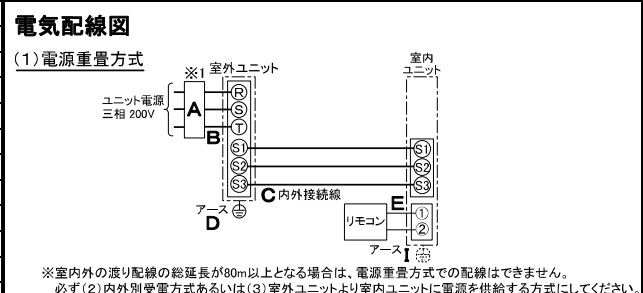 電気配線図
(1)電源重畳方式
※1
室外ユニット
室内
ユニット
ユニット電源
三相 200V
A
B
R
S
T
S1
S2
S3
S1
S2
S3
C 内外接続線
アース
D
リモコン
E
①
②
アース I
※室内外の渡り配線の総延長が80m以上となる場合は、電源重畳方式での配線はできません。
必ず(2)内外別受電方式あるいは(3)室外ユニットより室内ユニットに電源を供給する方式にしてください。